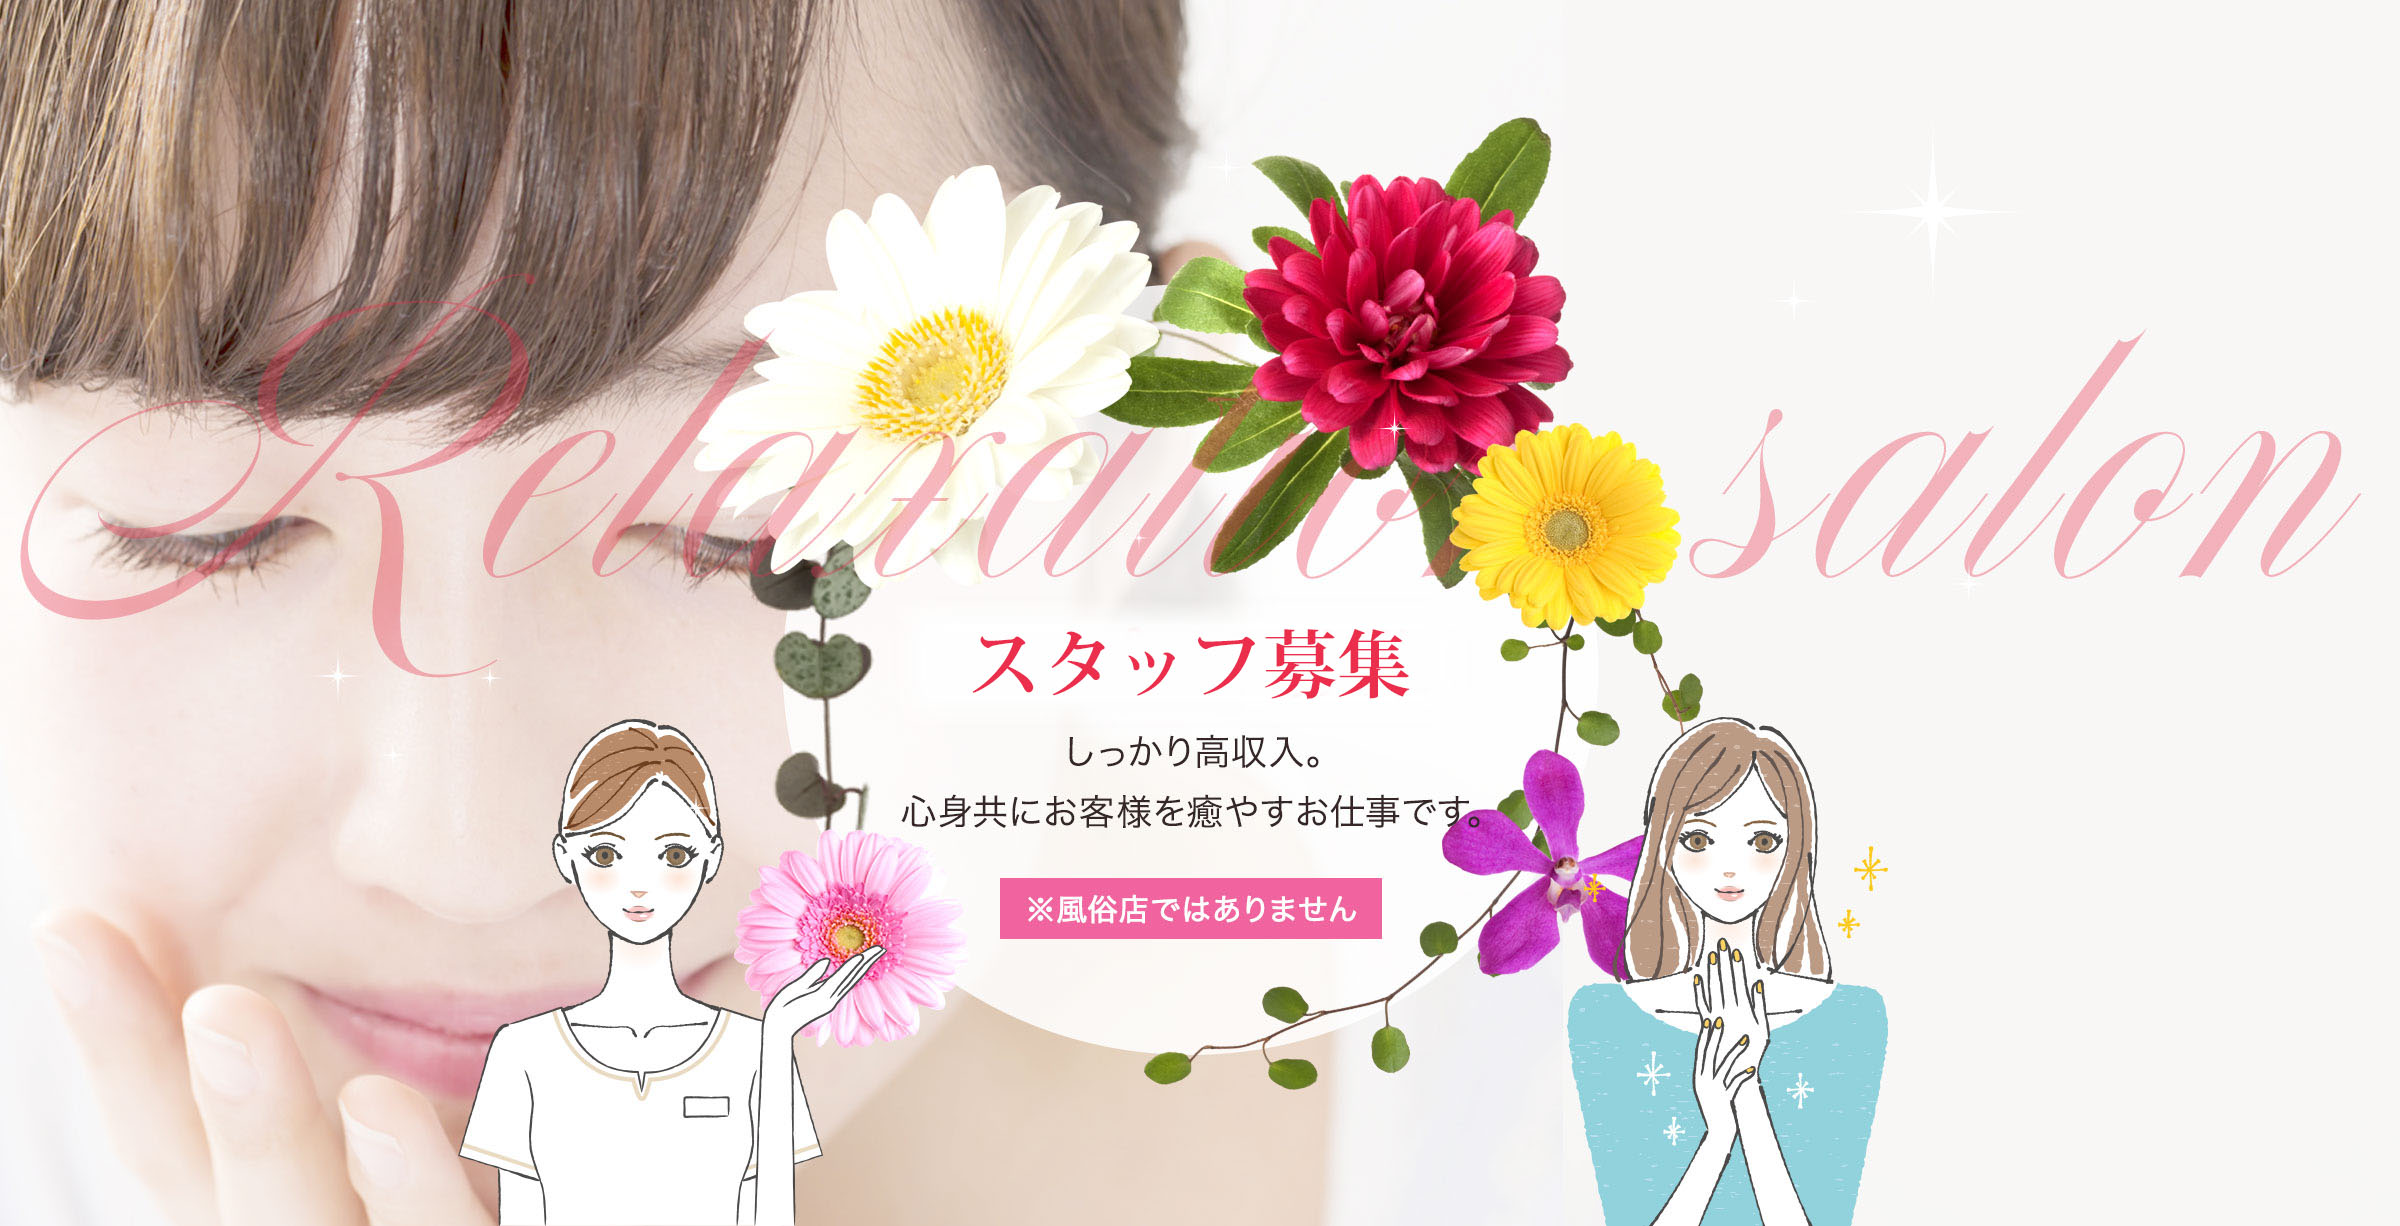 Relaxation salon
スタッフ募集
しっかり高収入。
心身共にお客様を癒やすお仕事です。
※風俗店ではありません